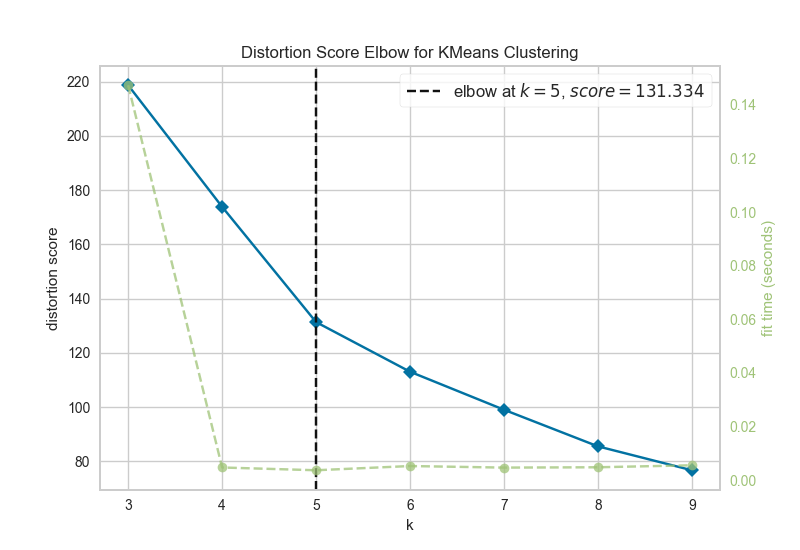 Distortion Score Elbow for KMeans Clustering
elbow at k = 5, score = 131.334
distortion score
220
200
180
160
140
120
100
80
0.14
0.12
0.10
0.08
0.06
0.04
0.02
0.00
fit time (seconds)
3 4 5 6 7 8 9
k